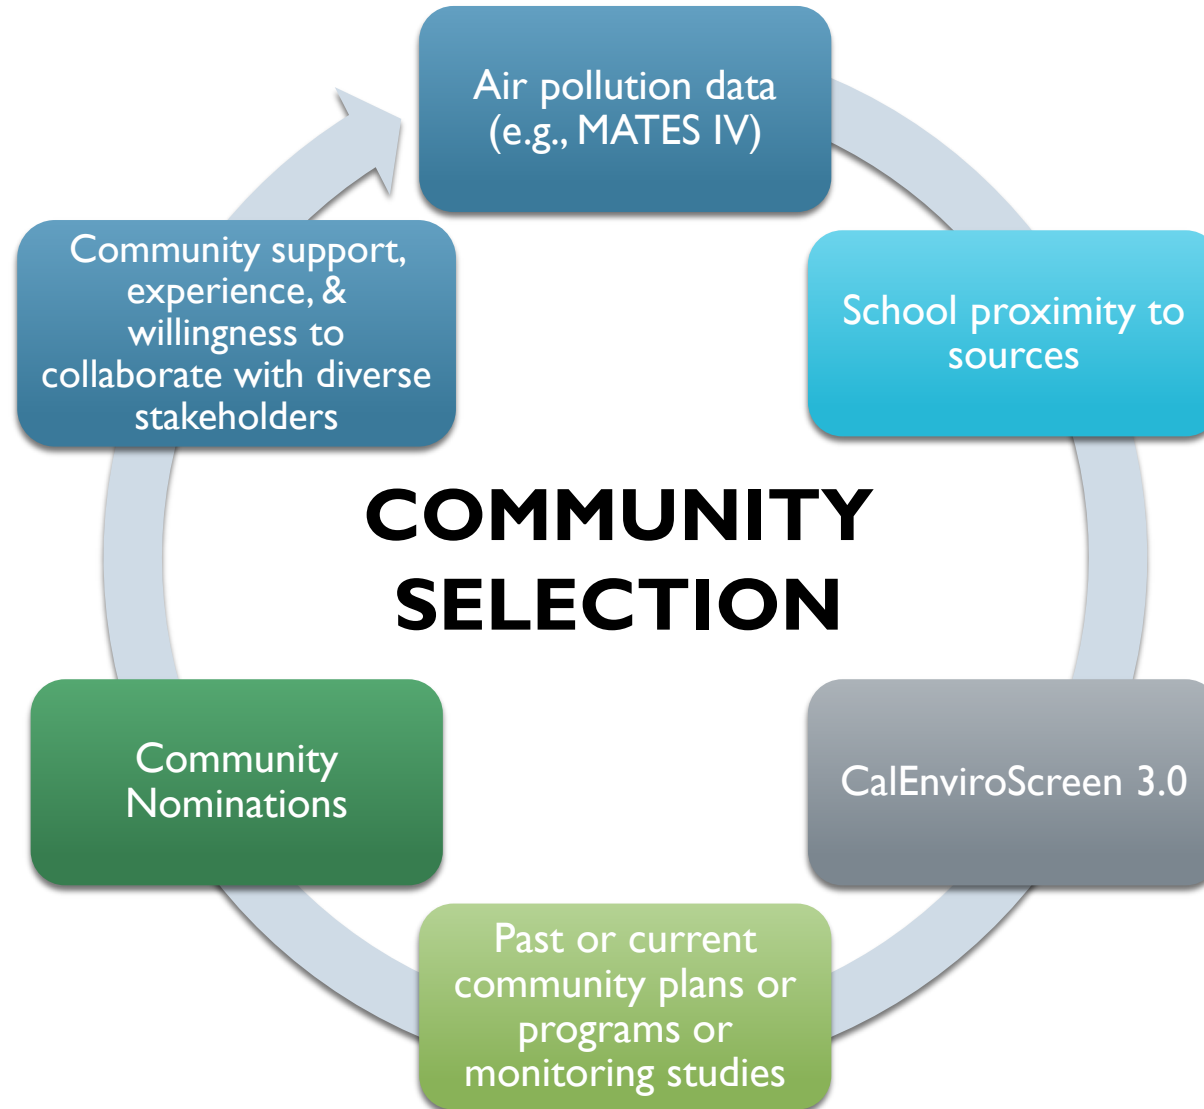 Air pollution data
(e.g., MATES IV)
School proximity to
sources
CalEnviroScreen 3.0
Past or current
community plans or
programs or
monitoring studies
Community
Nominations
Community support,
experience, &
willingness to
collaborate with diverse
stakeholders
COMMUNITY
SELECTION